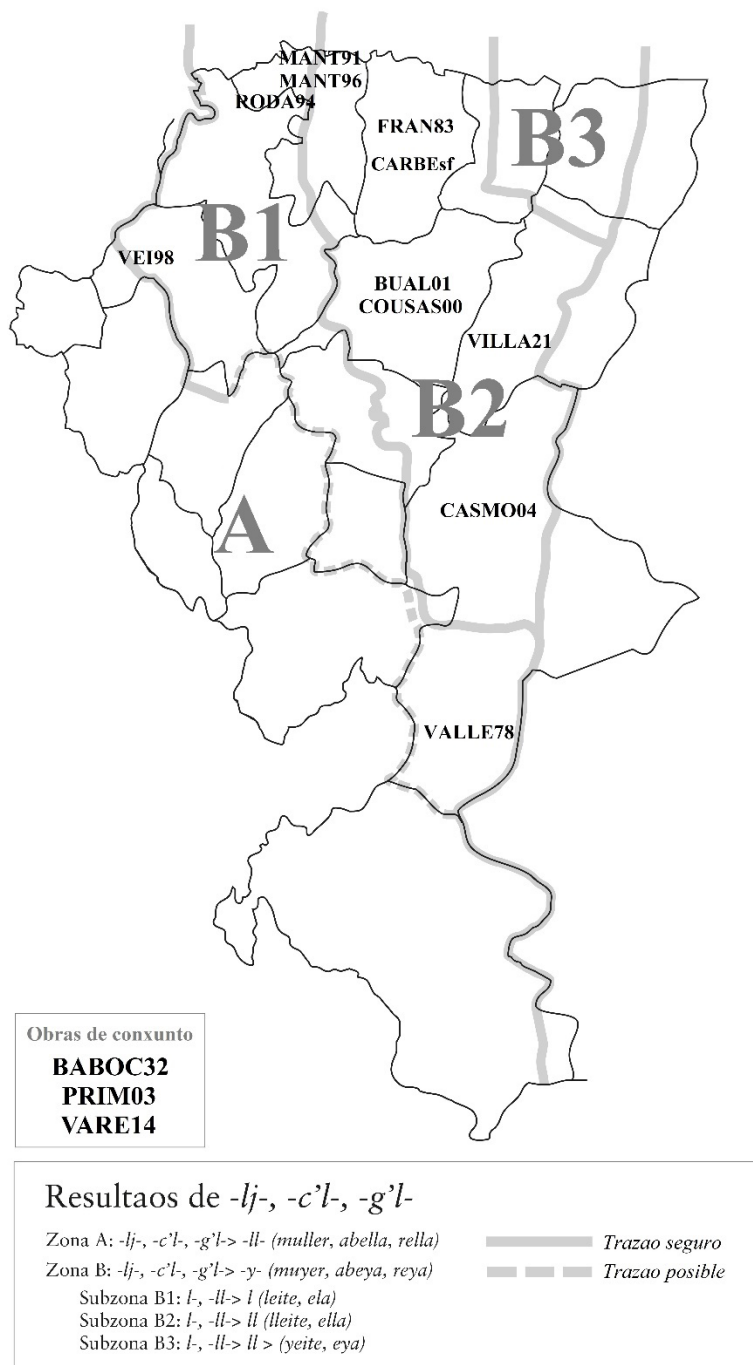 MANT91
MANT96
RODA94
FRAN83
CARBEsf
B3
B1
VEI98
BUAL01
COUSAS00
VILLA21
B2
CASMO04
A
VALLE78
Obras de conxunto
BABOC32
PRIM03
VARE14
Resultaos de -lj-, -c’l-, -g’l-
Zona A: -lj-, -c’l-, -g’l-> -ll- (muller, abella, rella)
Zona B: -lj-, -c’l-, -g’l-> -y- (muyer, abeya, reya)
Subzona B1: l-, -ll-> l (leite, ela)
Subzona B2: l-, -ll-> ll (lleite, ella)
Subzona B3: l-, -ll-> ll > (yeite, eya)
Trazao seguro
Trazao posible